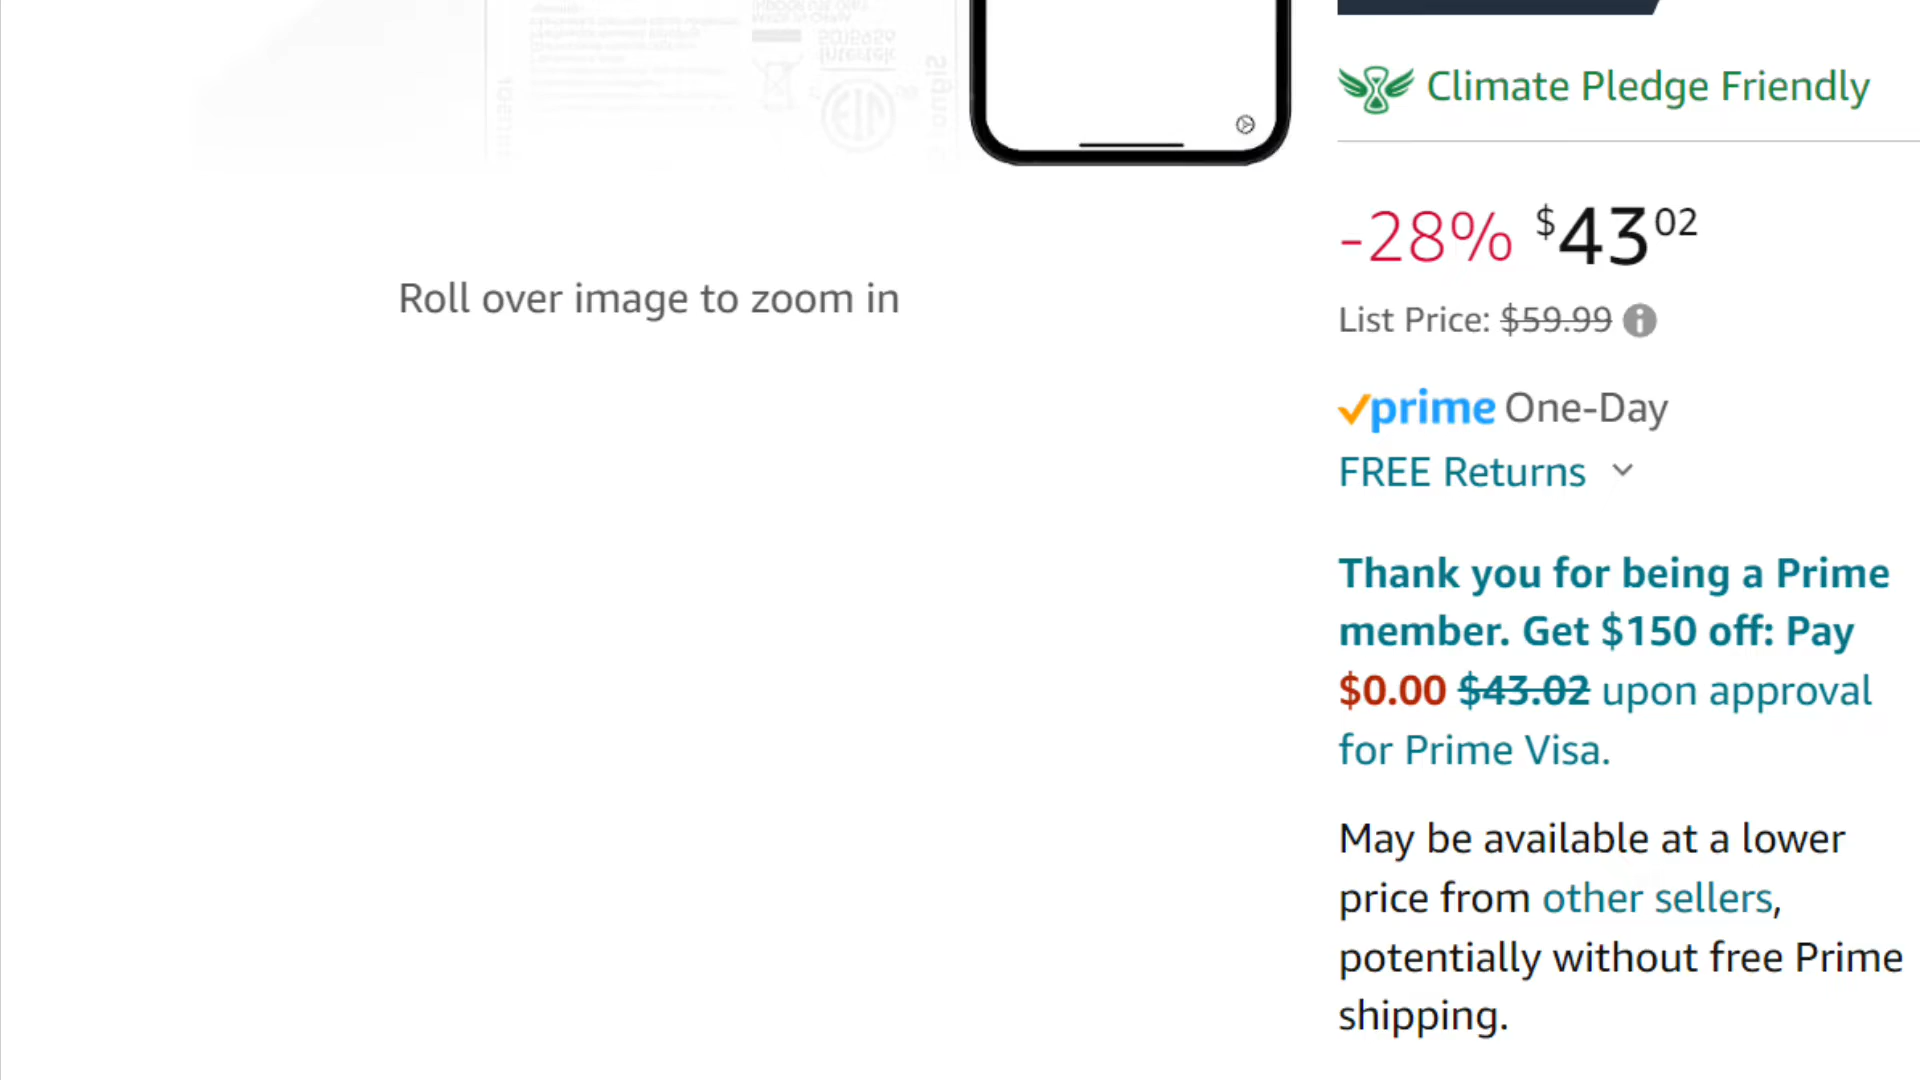 Climate Pledge Friendly
-28% $4302
Roll over image to zoom in
List Price: $59.99
prime One-Day
FREE Returns
Thank you for being a Prime
member. Get $150 off: Pay
$0.00 $43.02 upon approval
for Prime Visa.
May be available at a lower
price from other sellers,
potentially without free Prime
shipping.